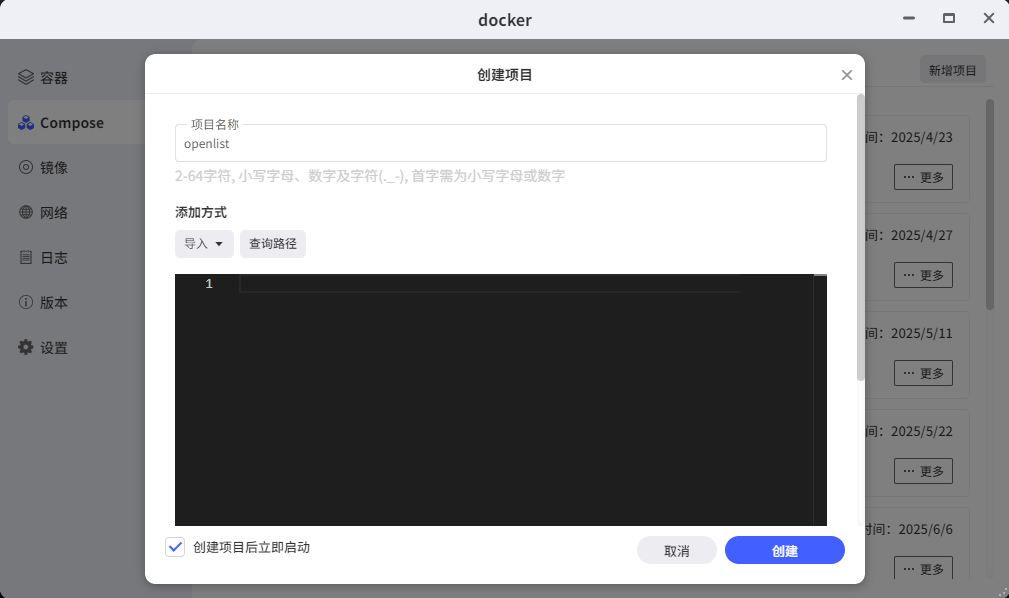 docker
容器
Compose
镜像
网络
日志
版本
设置
新增项目
创建项目
项目名称
openlist
2-64字符, 小写字母、数字及字符(._-), 首字需为小写字母或数字
添加方式
导入
查询路径
1
创建项目后立即启动
取消
创建
间：2025/4/23
··· 更多
间：2025/4/27
··· 更多
间：2025/5/11
··· 更多
间：2025/5/22
··· 更多
时间：2025/6/6
··· 更多